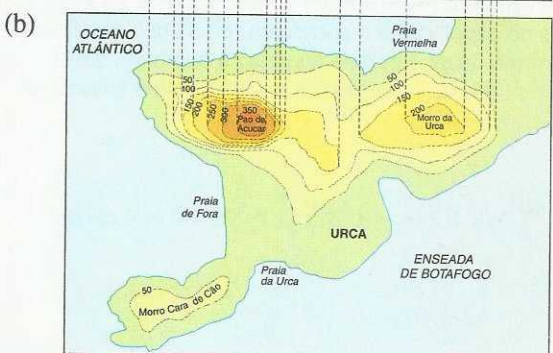 (b)
OCEANO
ATLÂNTICO
Praia
Vermelha
50
100
150
200
250
300
350
Pão de
Acucar
50
100
150
200
Morro da
Urca
Praia
de Fora
URCA
ENSEADA
DE BOTAFOGO
Praia
da Urca
50
Morro Cara de Cão